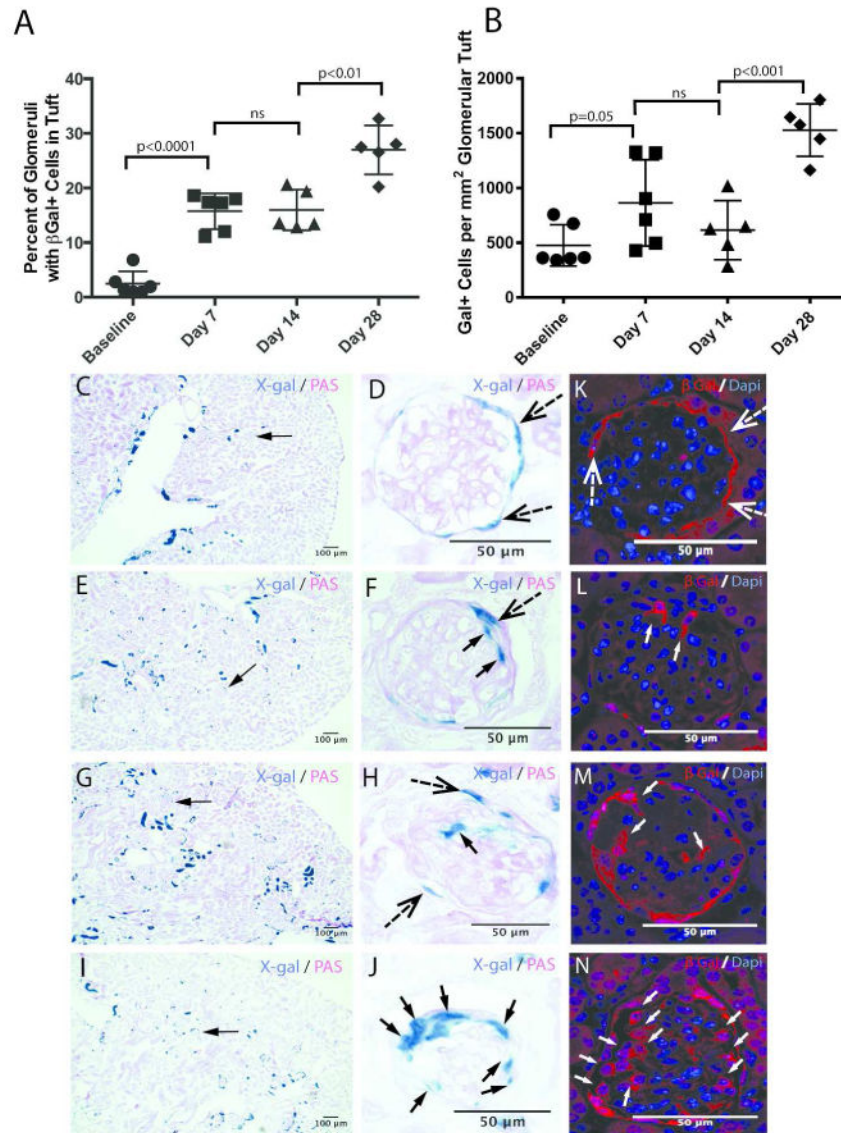 A
Percent of Glomeruli
with βGal+ Cells in Tuft
40
30
20
10
0
p<0.0001
ns
p<0.01
Baseline
Day 7
Day 14
Day 28
B
Gal+ Cells per mm² Glomerular Tuft
2000
1500
1000
500
0
p=0.05
ns
p<0.001
Baseline
Day 7
Day 14
Day 28
C
X-gal / PAS
100 µm
D
X-gal / PAS
50 µm
K
β Gal/Dapi
50 µm
E
X-gal / PAS
100 µm
F
X-gal / PAS
50 µm
L
β Gal/Dapi
50 µm
G
X-gal / PAS
100 µm
H
X-gal / PAS
50 µm
M
β Gal/Dapi
50 µm
I
X-gal / PAS
100 µm
J
X-gal / PAS
50 µm
N
β Gal/Dapi
50 µm